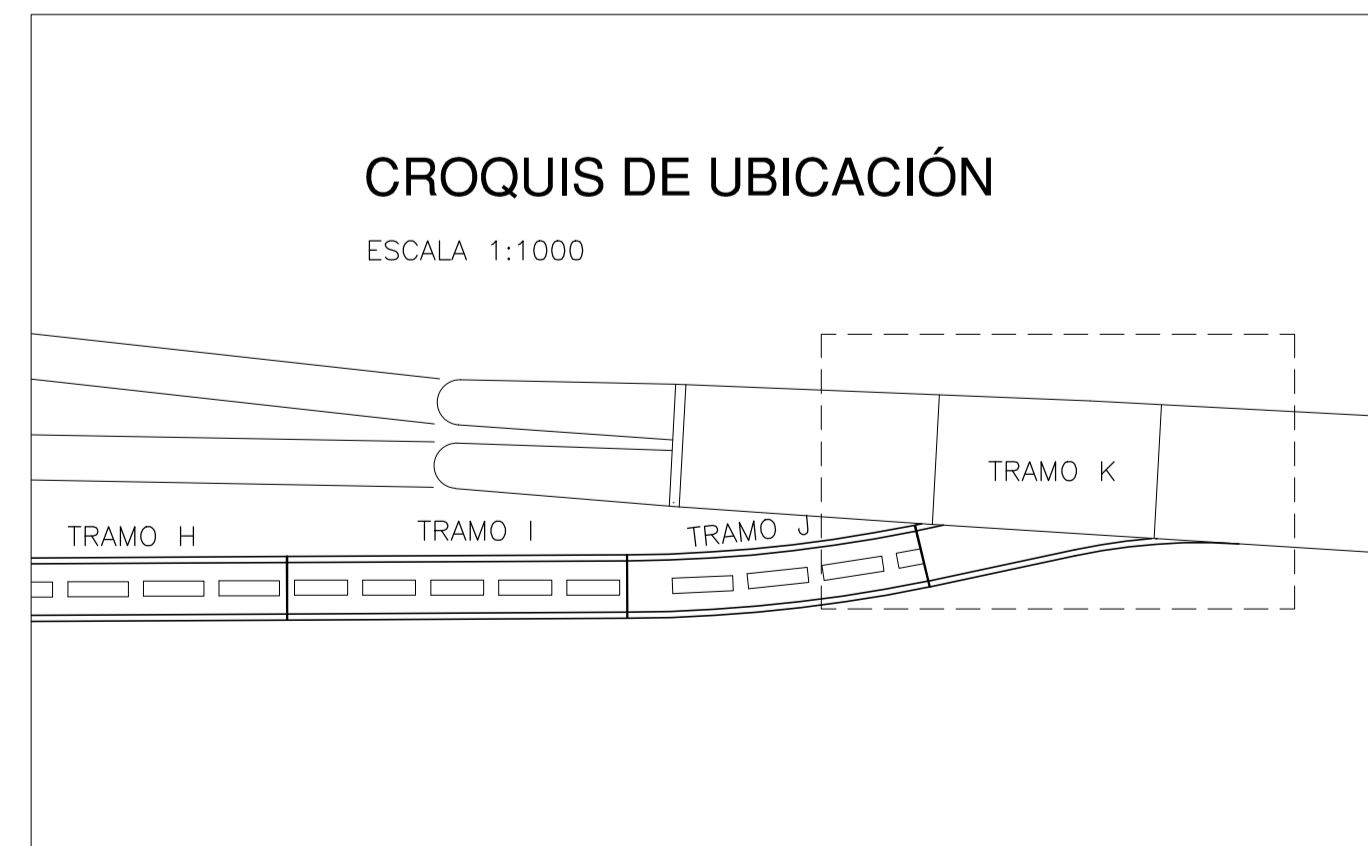 CROQUIS DE UBICACIÓN
ESCALA 1:1000
TRAMO K
TRAMO H
TRAMO I
TRAMO J